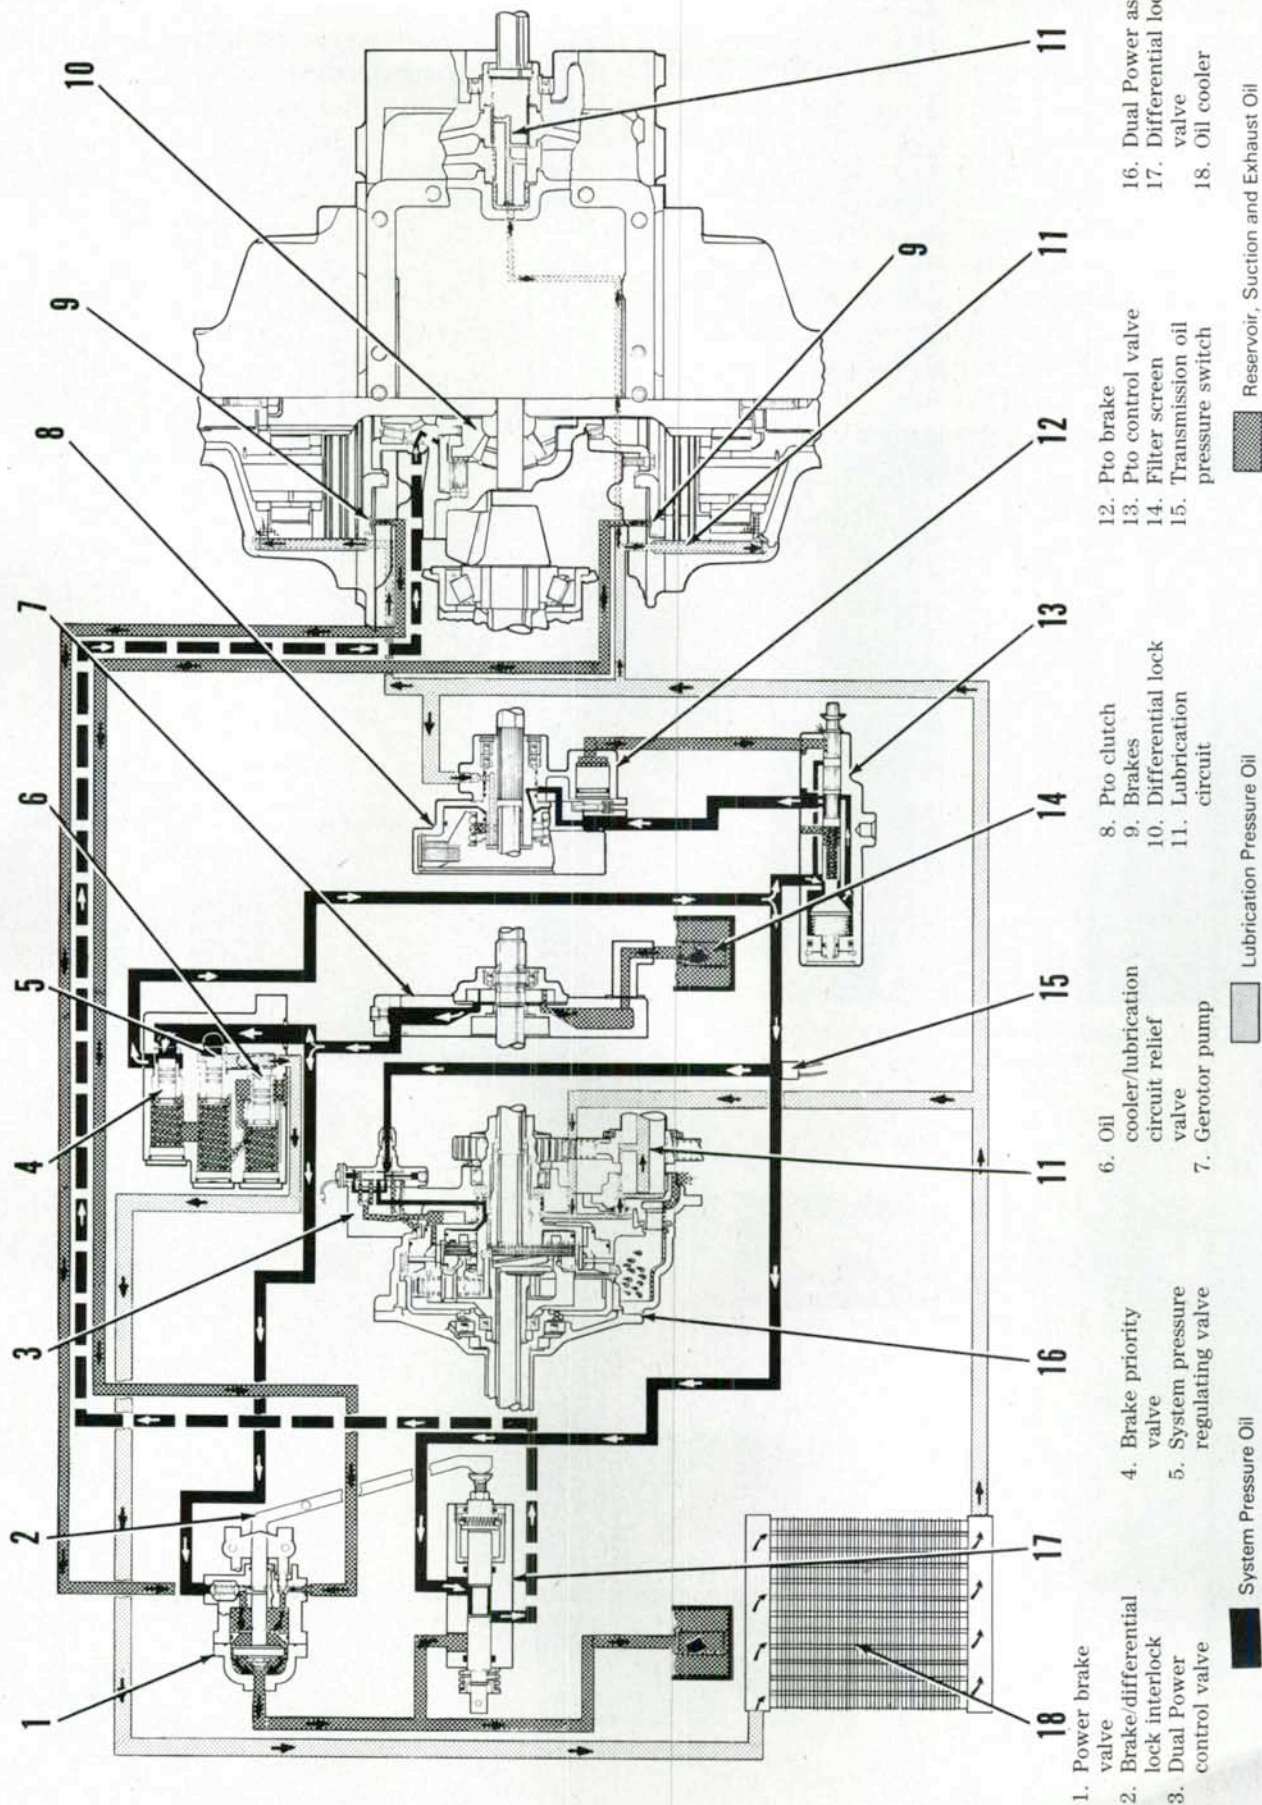 1
2
3
4
5
6
7
8
9
10
18
17
16
11
15
14
13
12
9
11
11
1. Power brake
valve
2. Brake/differential
lock interlock
3. Dual Power
control valve
4. Brake priority
valve
5. System pressure
regulating valve
6. Oil
cooler/lubrication
circuit relief
valve
7. Gerotor pump
8. Pto clutch
9. Brakes
10. Differential lock
11. Lubrication
circuit
12. Pto brake
13. Pto control valve
14. Filter screen
15. Transmission oil
pressure switch
16. Dual Power as
17. Differential loc
valve
18. Oil cooler
System Pressure Oil
Lubrication Pressure Oil
Reservoir, Suction and Exhaust Oil